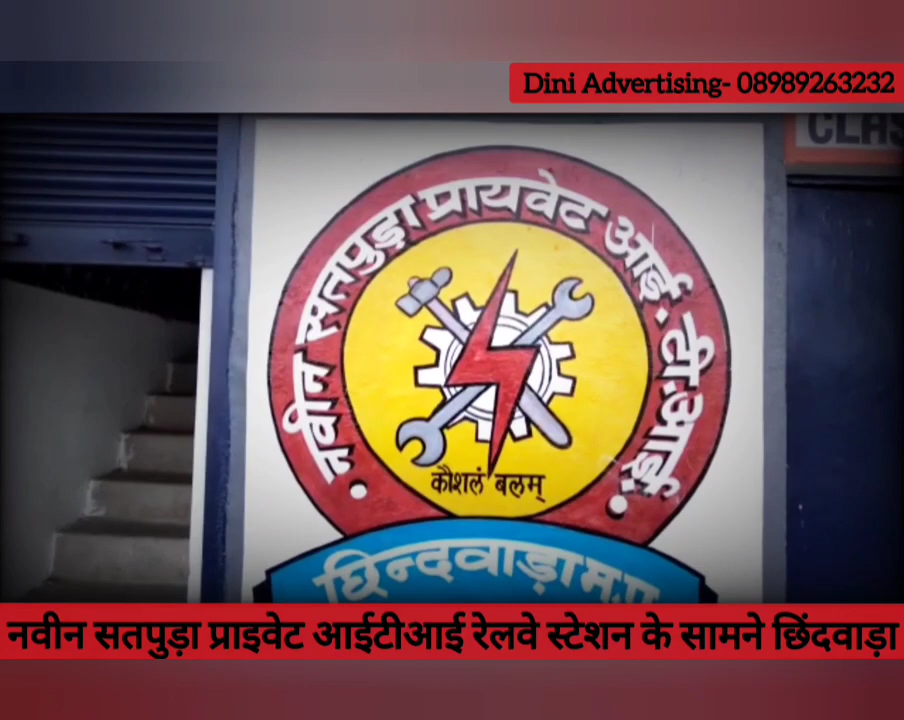 Dini Advertising- 08989263232
नवीन सतपुड़ा प्रायवेट आई. टी.आई.
कौशलं बलम्
छिन्दवाड़ा म.प्र
नवीन सतपुड़ा प्राइवेट आईटीआई रेलवे स्टेशन के सामने छिंदवाड़ा